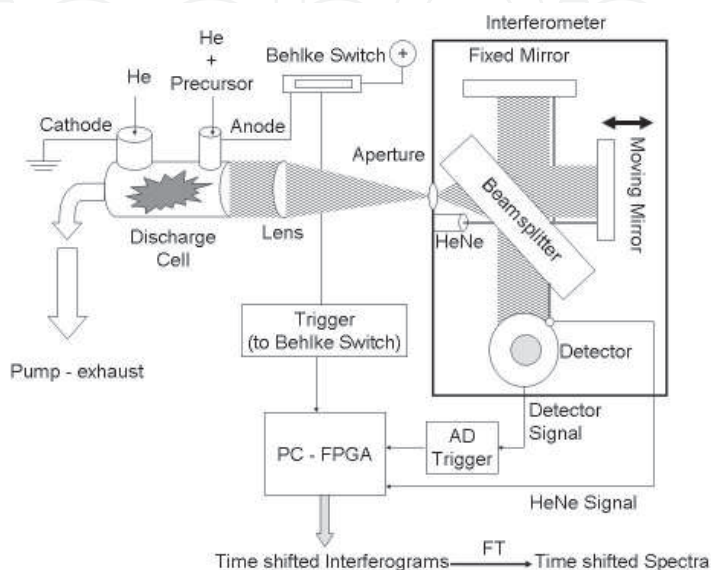 Interferometer
He
+
Precursor
Behlke Switch
+
Fixed Mirror
He
Cathode
Anode
Aperture
Moving Mirror
Beamsplitter
HeNe
Discharge
Cell
Lens
Trigger
(to Behlke Switch)
Detector
Pump - exhaust
Detector
Signal
PC - FPGA
AD
Trigger
HeNe Signal
Time shifted Interferograms
FT
Time shifted Spectra